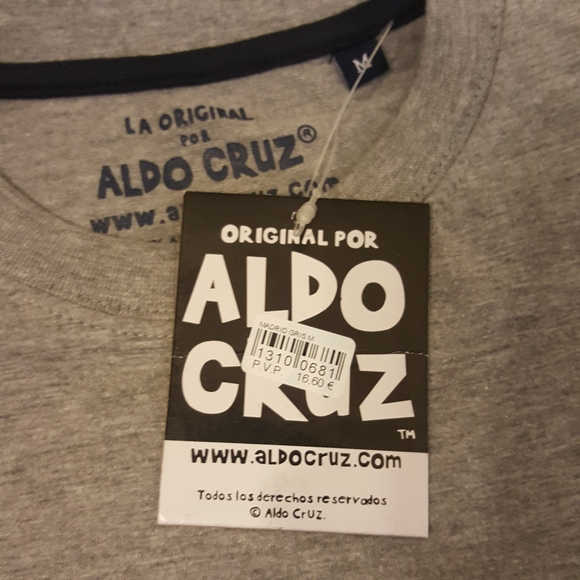 M
LA ORIGINAL
POR
ALDO CRUZ®
ORIGINAL POR
ALDO
CRUZ
™
MADRID GRIS M
1310 0681
P.V.P. 16,60 €
www.aldocruz.com
Todos los derechos reservados
© Aldo Cruz.